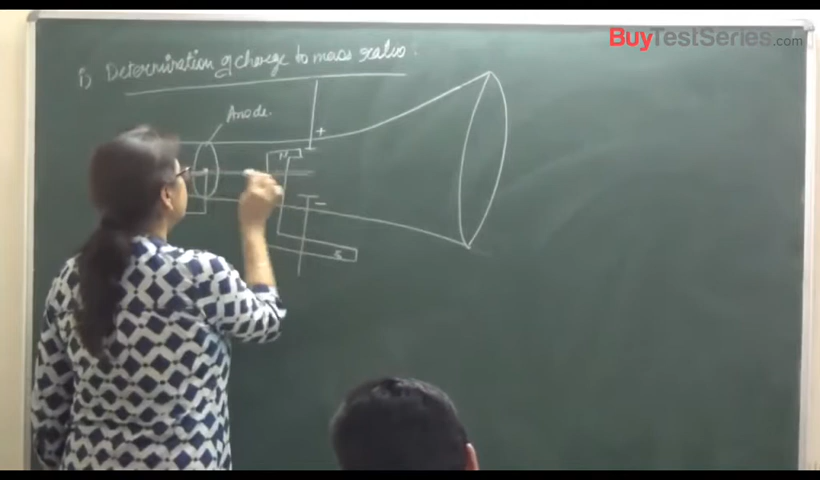 BuyTestSeries.com
i) Determination of charge to mass ratio :
Anode.
+
N
-
S